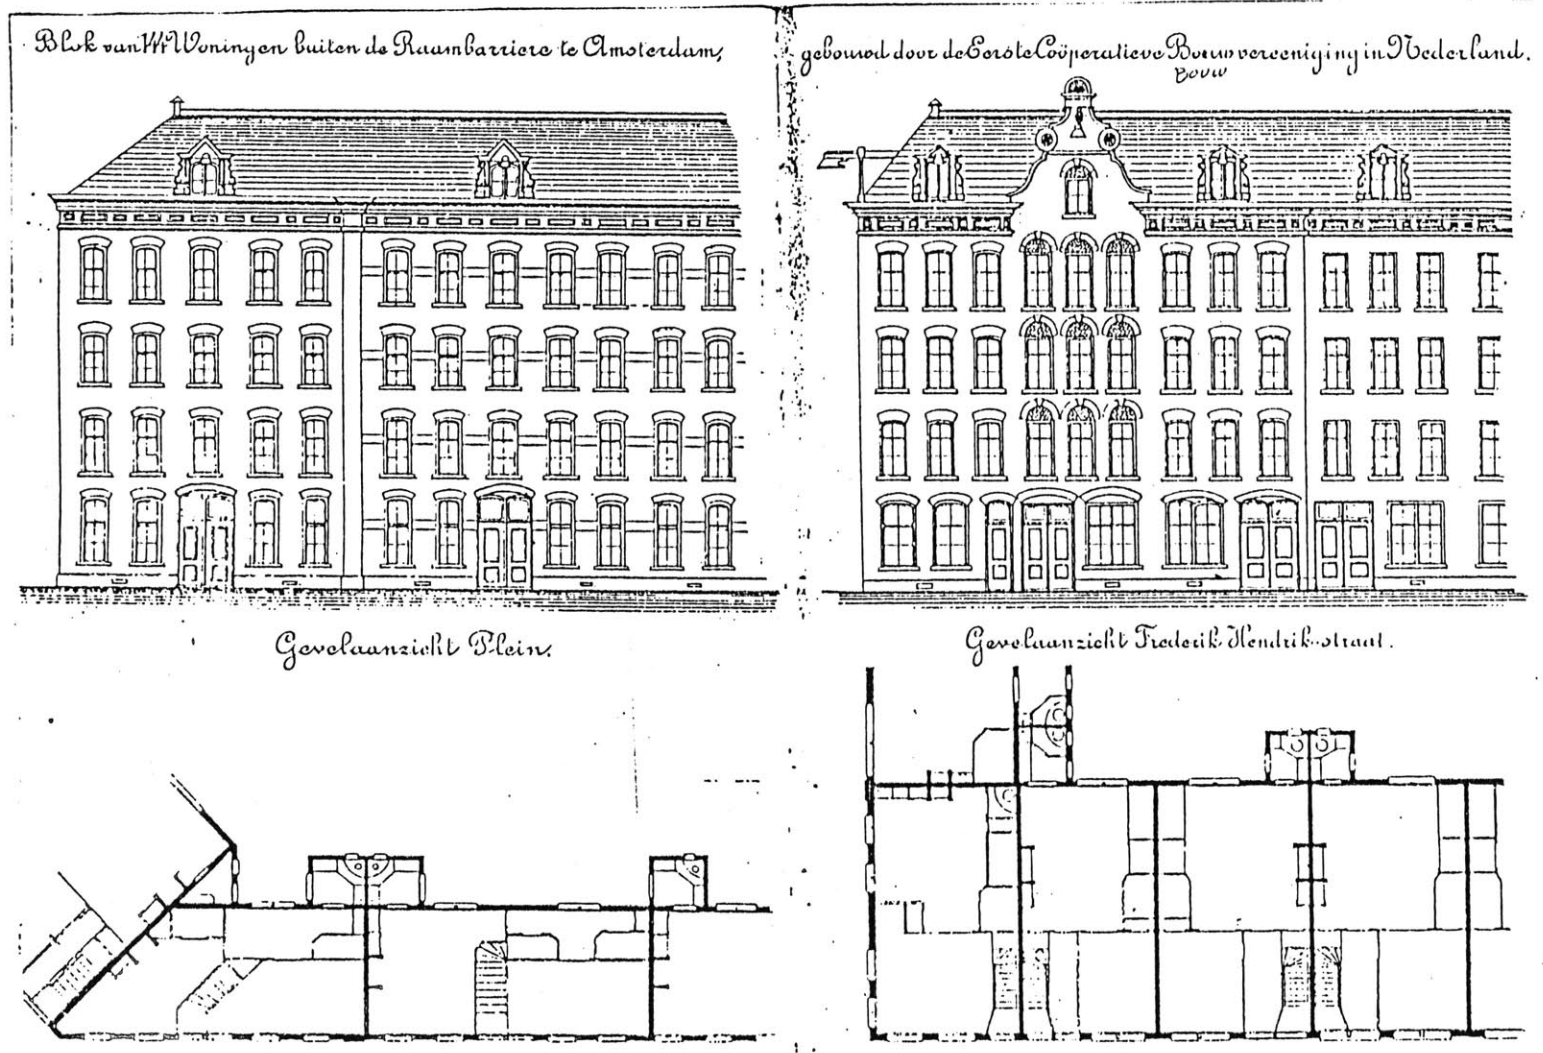 Blok van Woningen buiten de Raambarriere te Amsterdam,
gebouwd door de Eerste Coöperatieve Bouwvereeniging in Nederland.
Bouw
Gevelaanzicht Plein.
Gevelaanzicht Frederik Hendrik-straat.